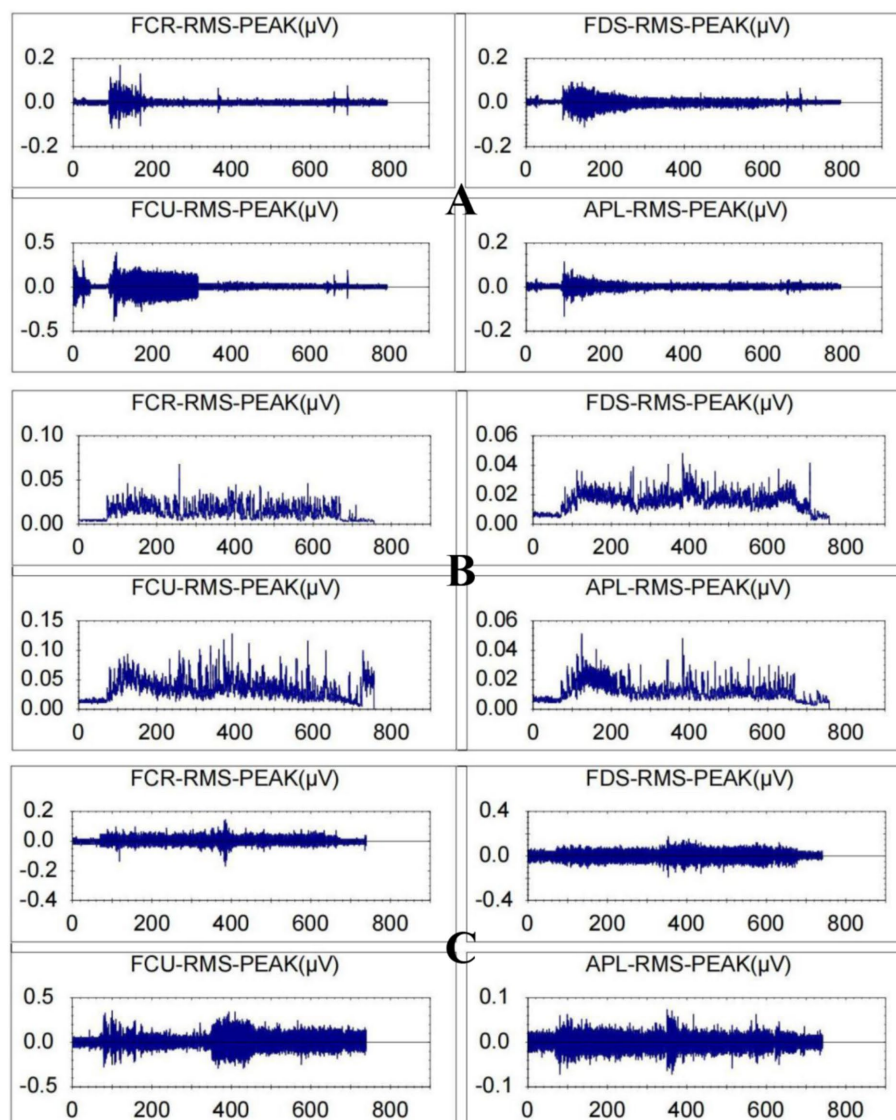 FCR-RMS-PEAK(µV)
0.2
0.0
-0.2
0 200 400 600 800
FDS-RMS-PEAK(µV)
0.2
0.0
-0.2
0 200 400 600 800
A
FCU-RMS-PEAK(µV)
0.5
0.0
-0.5
0 200 400 600 800
APL-RMS-PEAK(µV)
0.2
0.0
-0.2
0 200 400 600 800
FCR-RMS-PEAK(µV)
0.10
0.05
0.00
0 200 400 600 800
FDS-RMS-PEAK(µV)
0.06
0.04
0.02
0.00
0 200 400 600 800
B
FCU-RMS-PEAK(µV)
0.15
0.10
0.05
0.00
0 200 400 600 800
APL-RMS-PEAK(µV)
0.06
0.04
0.02
0.00
0 200 400 600 800
FCR-RMS-PEAK(µV)
0.2
0.0
-0.2
-0.4
0 200 400 600 800
FDS-RMS-PEAK(µV)
0.4
0.0
-0.4
0 200 400 600 800
C
FCU-RMS-PEAK(µV)
0.5
0.0
-0.5
0 200 400 600 800
APL-RMS-PEAK(µV)
0.1
0.0
-0.1
0 200 400 600 800